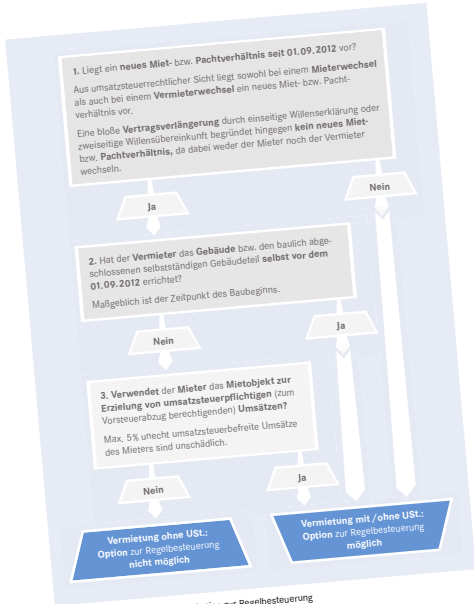 1. Liegt ein neues Miet- bzw. Pachtverhältnis seit 01.09.2012 vor?
Aus umsatzsteuerrechtlicher Sicht liegt sowohl bei einem Mieterwechsel
als auch bei einem Vermieterwechsel ein neues Miet- bzw. Pacht-
verhältnis vor.
Eine bloße Vertragsverlängerung durch einseitige Willenserklärung oder
zweiseitige Willensübereinkunft begründet hingegen kein neues Miet-
bzw. Pachtverhältnis, da dabei weder der Mieter noch der Vermieter
wechseln.
Ja
Nein
2. Hat der Vermieter das Gebäude bzw. den baulich abge-
schlossenen selbstständigen Gebäudeteil selbst vor dem
01.09.2012 errichtet?
Maßgeblich ist der Zeitpunkt des Baubeginns.
Nein
Ja
3. Verwendet der Mieter das Mietobjekt zur
Erzielung von umsatzsteuerpflichtigen (zum
Vorsteuerabzug berechtigenden) Umsätzen?
Max. 5% unecht umsatzsteuerbefreite Umsätze
des Mieters sind unschädlich.
Nein
Ja
Vermietung ohne USt.:
Option zur Regelbesteuerung
nicht möglich
Vermietung mit/ohne USt.:
Option zur Regelbesteuerung
möglich
zur Regelbesteuerung